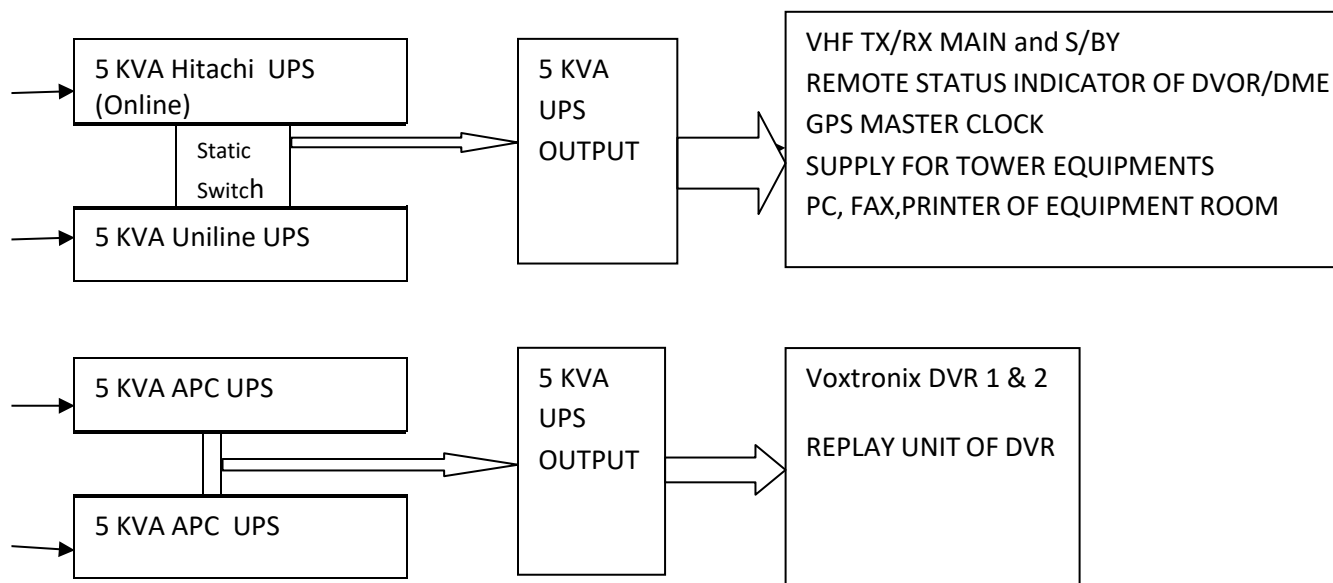 5 KVA Hitachi  UPS
(Online)
Static
Switch
5 KVA Uniline UPS
5 KVA
UPS
OUTPUT
VHF TX/RX MAIN and S/BY
REMOTE STATUS INDICATOR OF DVOR/DME
GPS MASTER CLOCK
SUPPLY FOR TOWER EQUIPMENTS
PC, FAX,PRINTER OF EQUIPMENT ROOM
5 KVA APC UPS
5 KVA APC  UPS
5 KVA
UPS
OUTPUT
Voxtronix DVR 1 & 2
REPLAY UNIT OF DVR